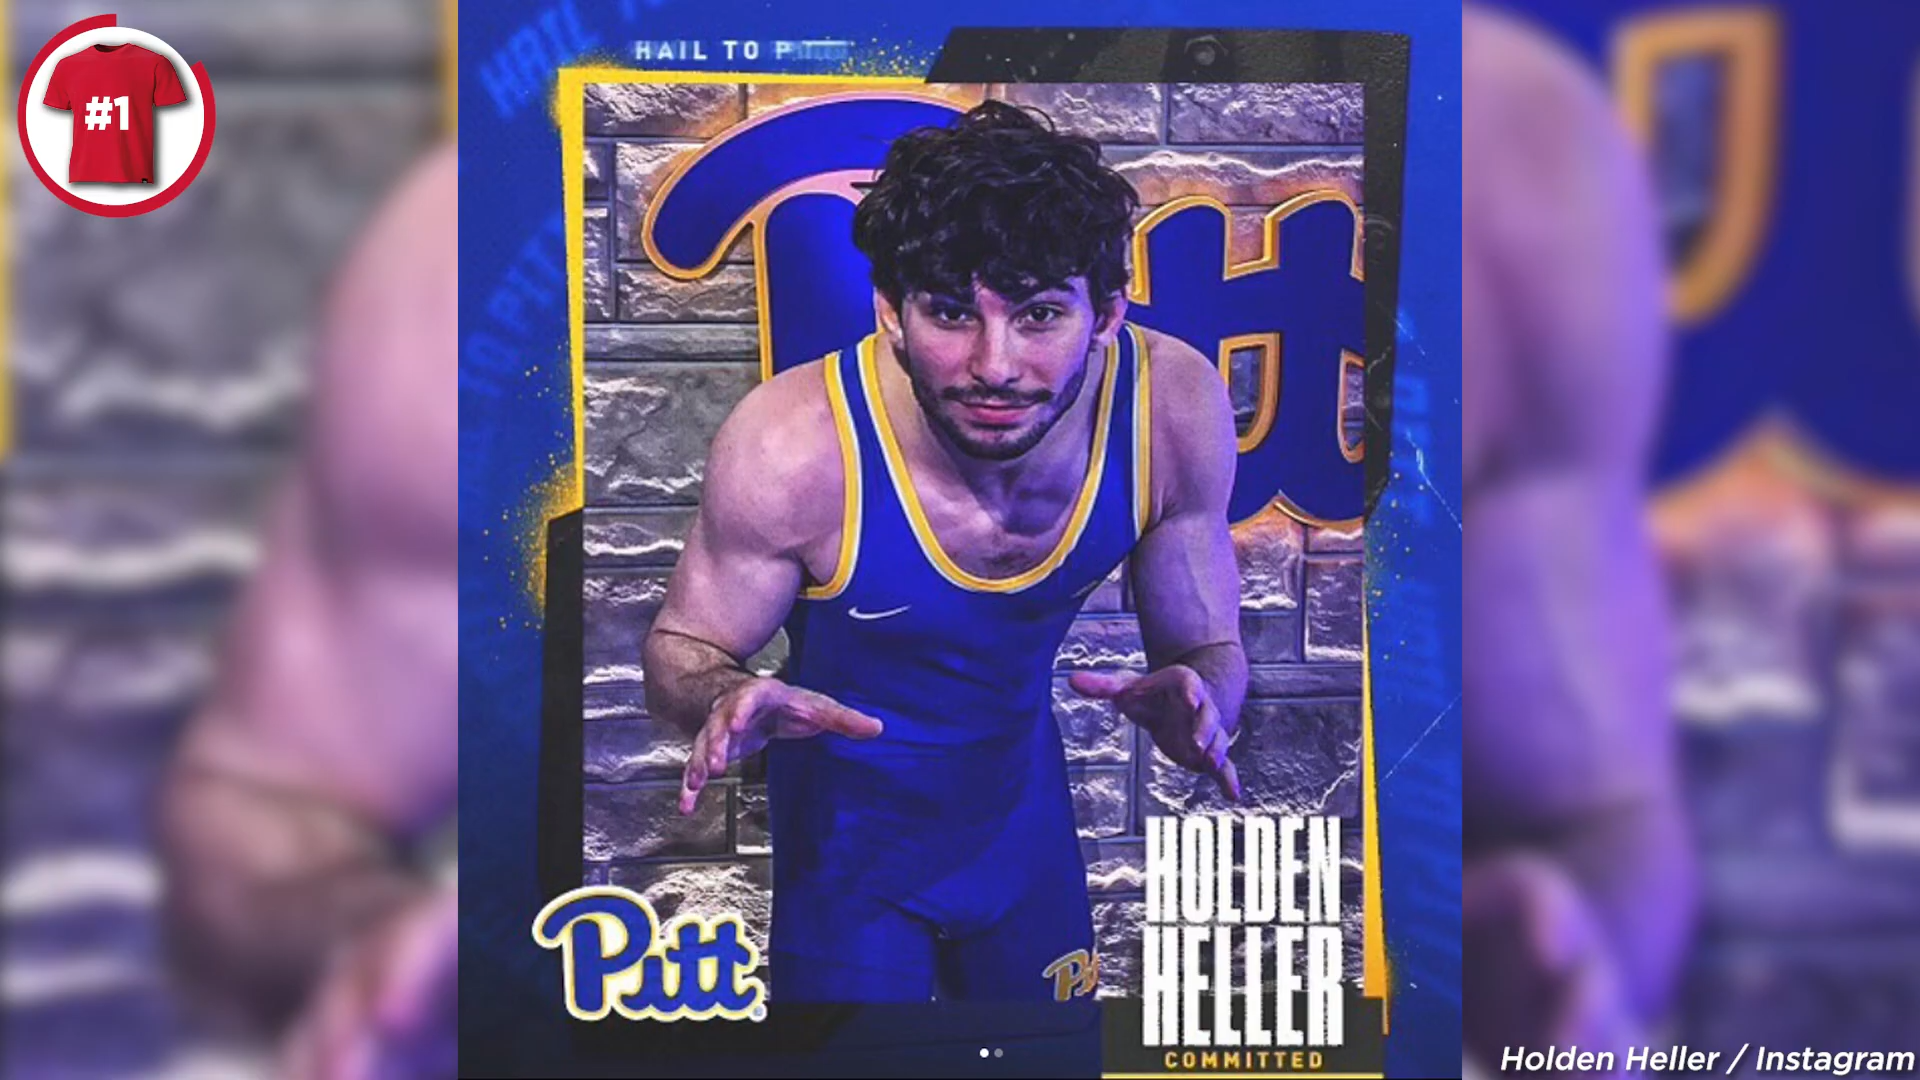 #1
HAIL TO P
Pitt
Pitt
HOLDEN
HELLER
COMMITTED
Holden Heller / Instagram